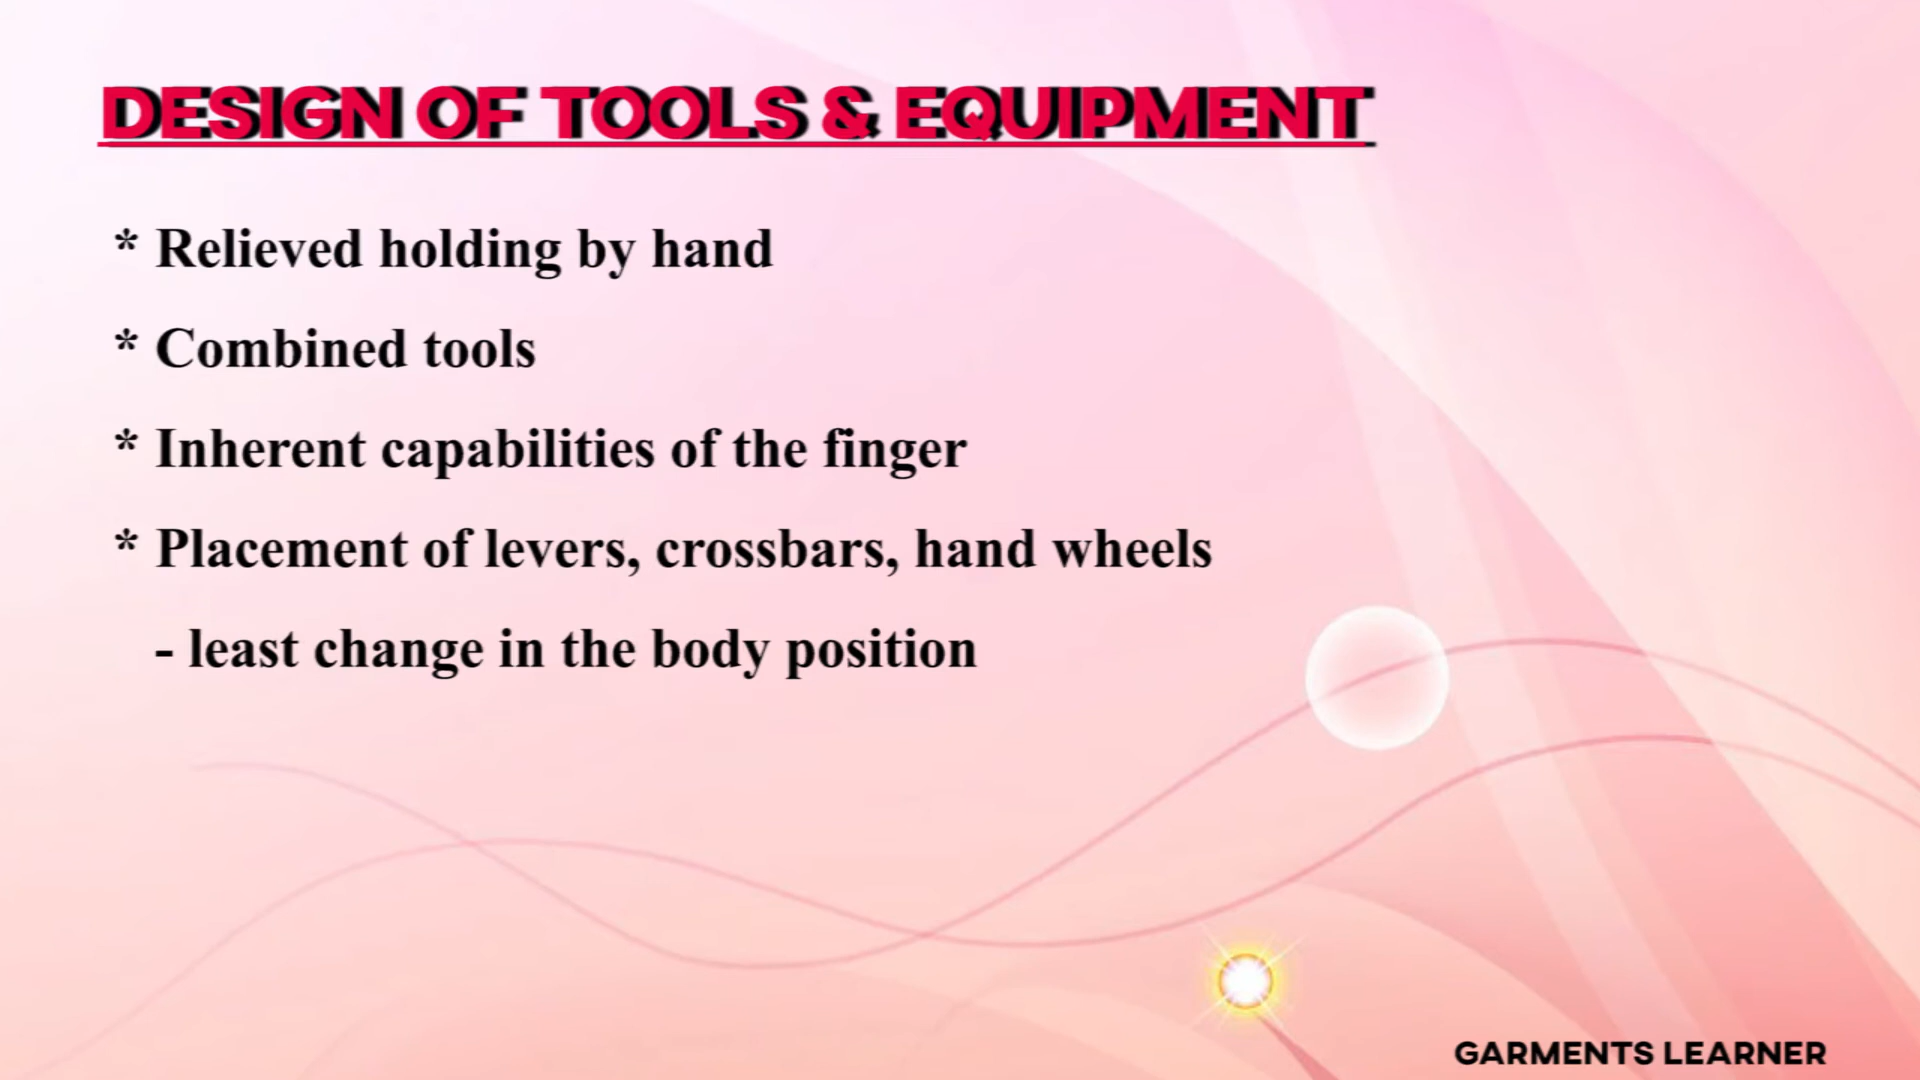 DESIGN OF TOOLS & EQUIPMENT
* Relieved holding by hand
* Combined tools
* Inherent capabilities of the finger
* Placement of levers, crossbars, hand wheels
- least change in the body position
GARMENTS LEARNER